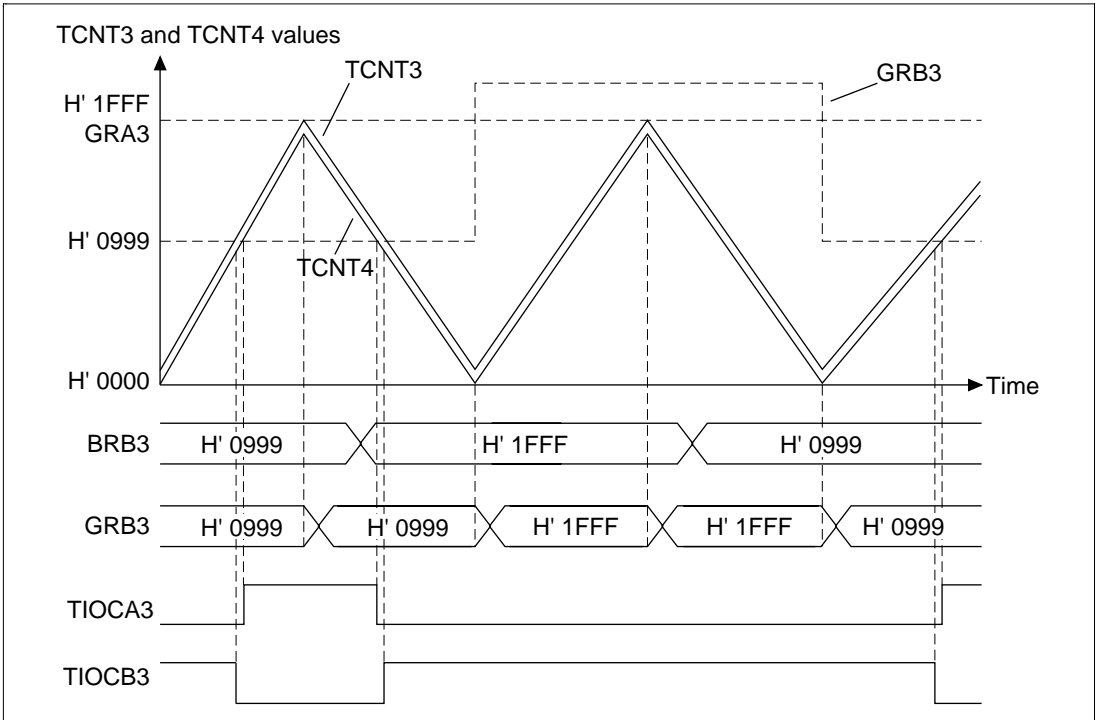 TCNT3 and TCNT4 values
TCNT3
GRB3
H' 1FFF
GRA3
H' 0999
TCNT4
H' 0000
Time
BRB3 H' 0999 H' 1FFF H' 0999
GRB3 H' 0999 H' 0999 H' 1FFF H' 1FFF H' 0999
TIOCA3
TIOCB3